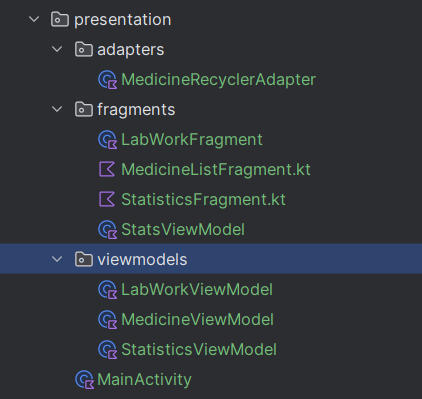 presentation
adapters
MedicineRecyclerAdapter
fragments
LabWorkFragment
MedicineListFragment.kt
StatisticsFragment.kt
StatsViewModel
viewmodels
LabWorkViewModel
MedicineViewModel
StatisticsViewModel
MainActivity